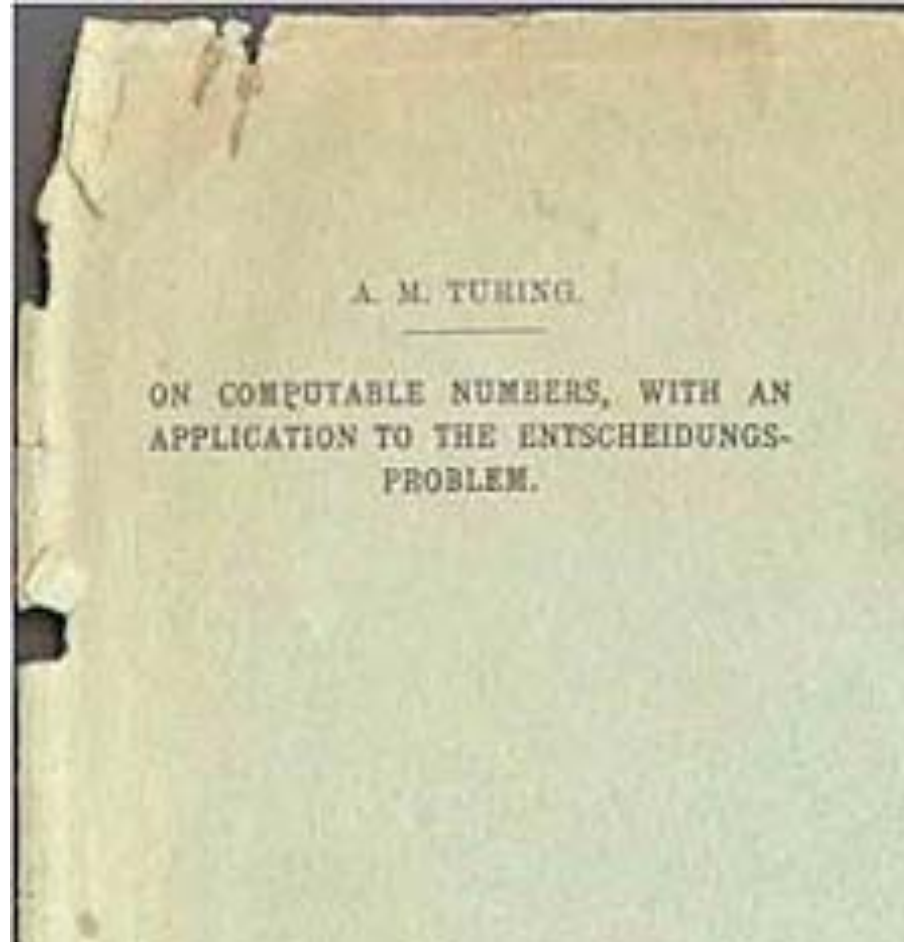 A. M. TURING.
ON COMPUTABLE NUMBERS, WITH AN
APPLICATION TO THE ENTSCHEIDUNGS-
PROBLEM.